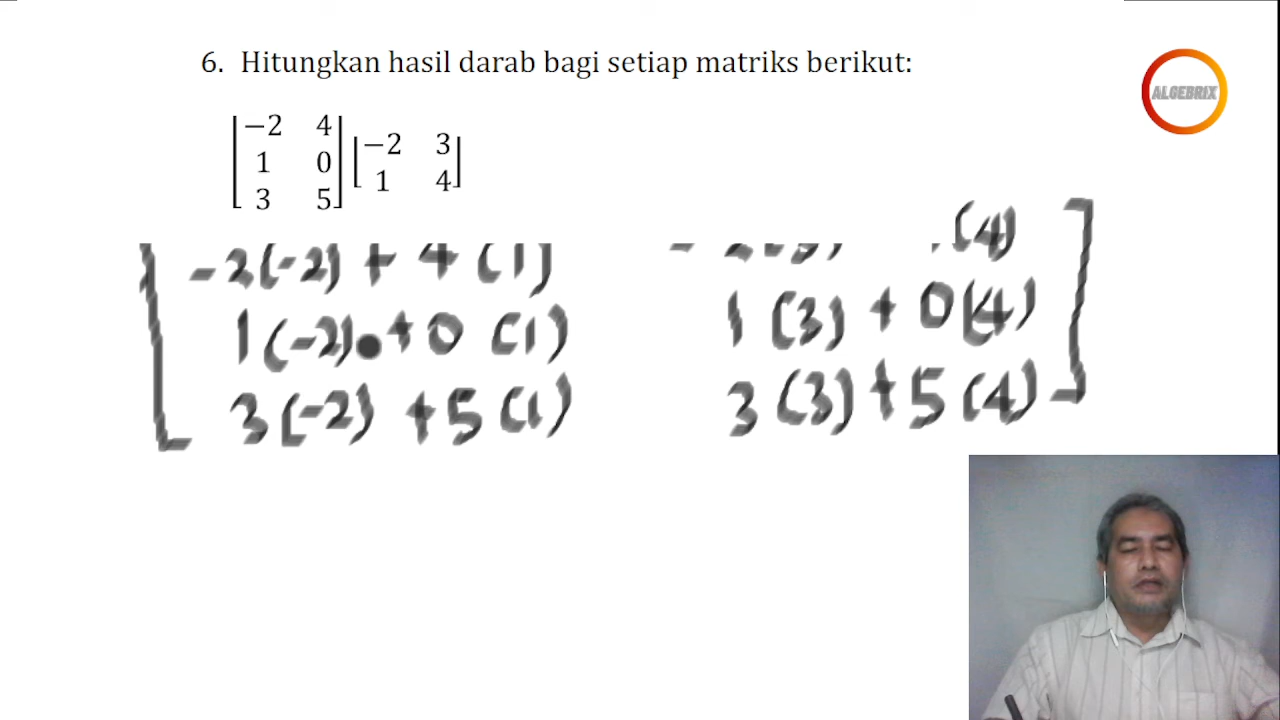 6. Hitungkan hasil darab bagi setiap matriks berikut:
ALGEBRIX
[−2 4] [−2 3]
[1 0] [1 4]
[3 5]
-2(-2) + 4(1) (4)
1(-2) + 0(1) 1(3) + 0(4)
3(-2) + 5(1) 3(3) + 5(4)